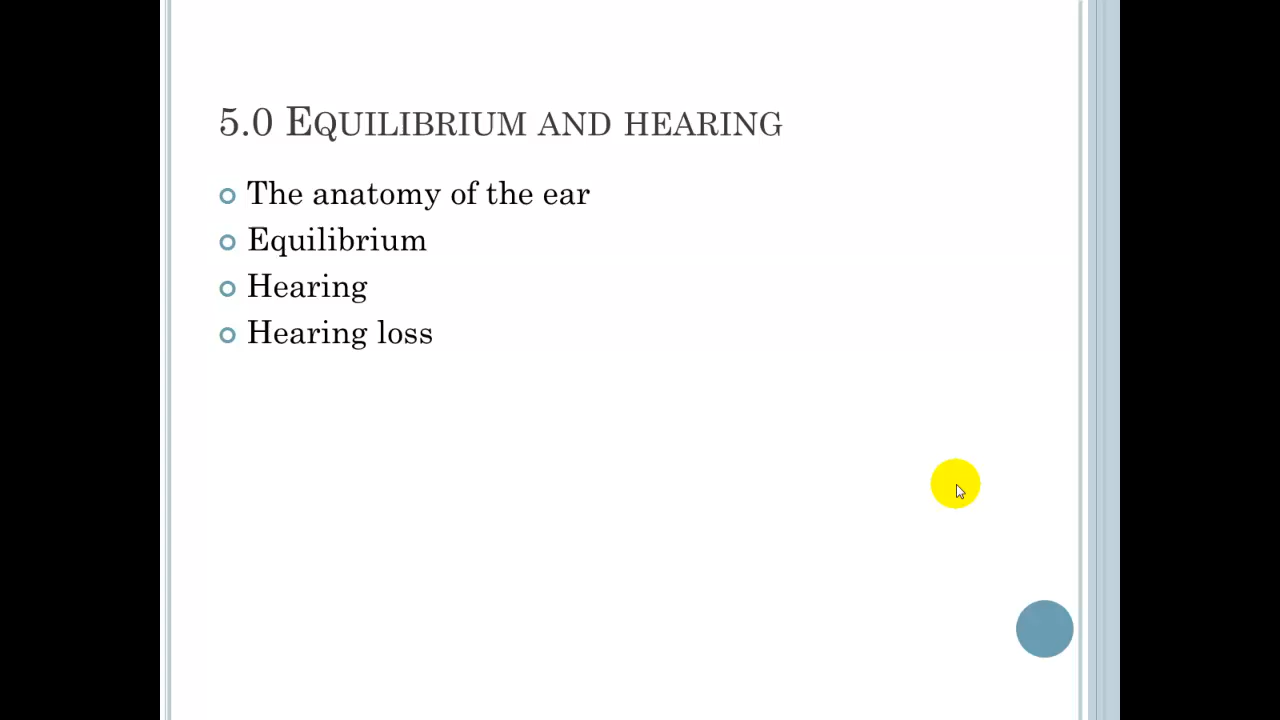 5.0 Equilibrium and hearing
The anatomy of the ear
Equilibrium
Hearing
Hearing loss